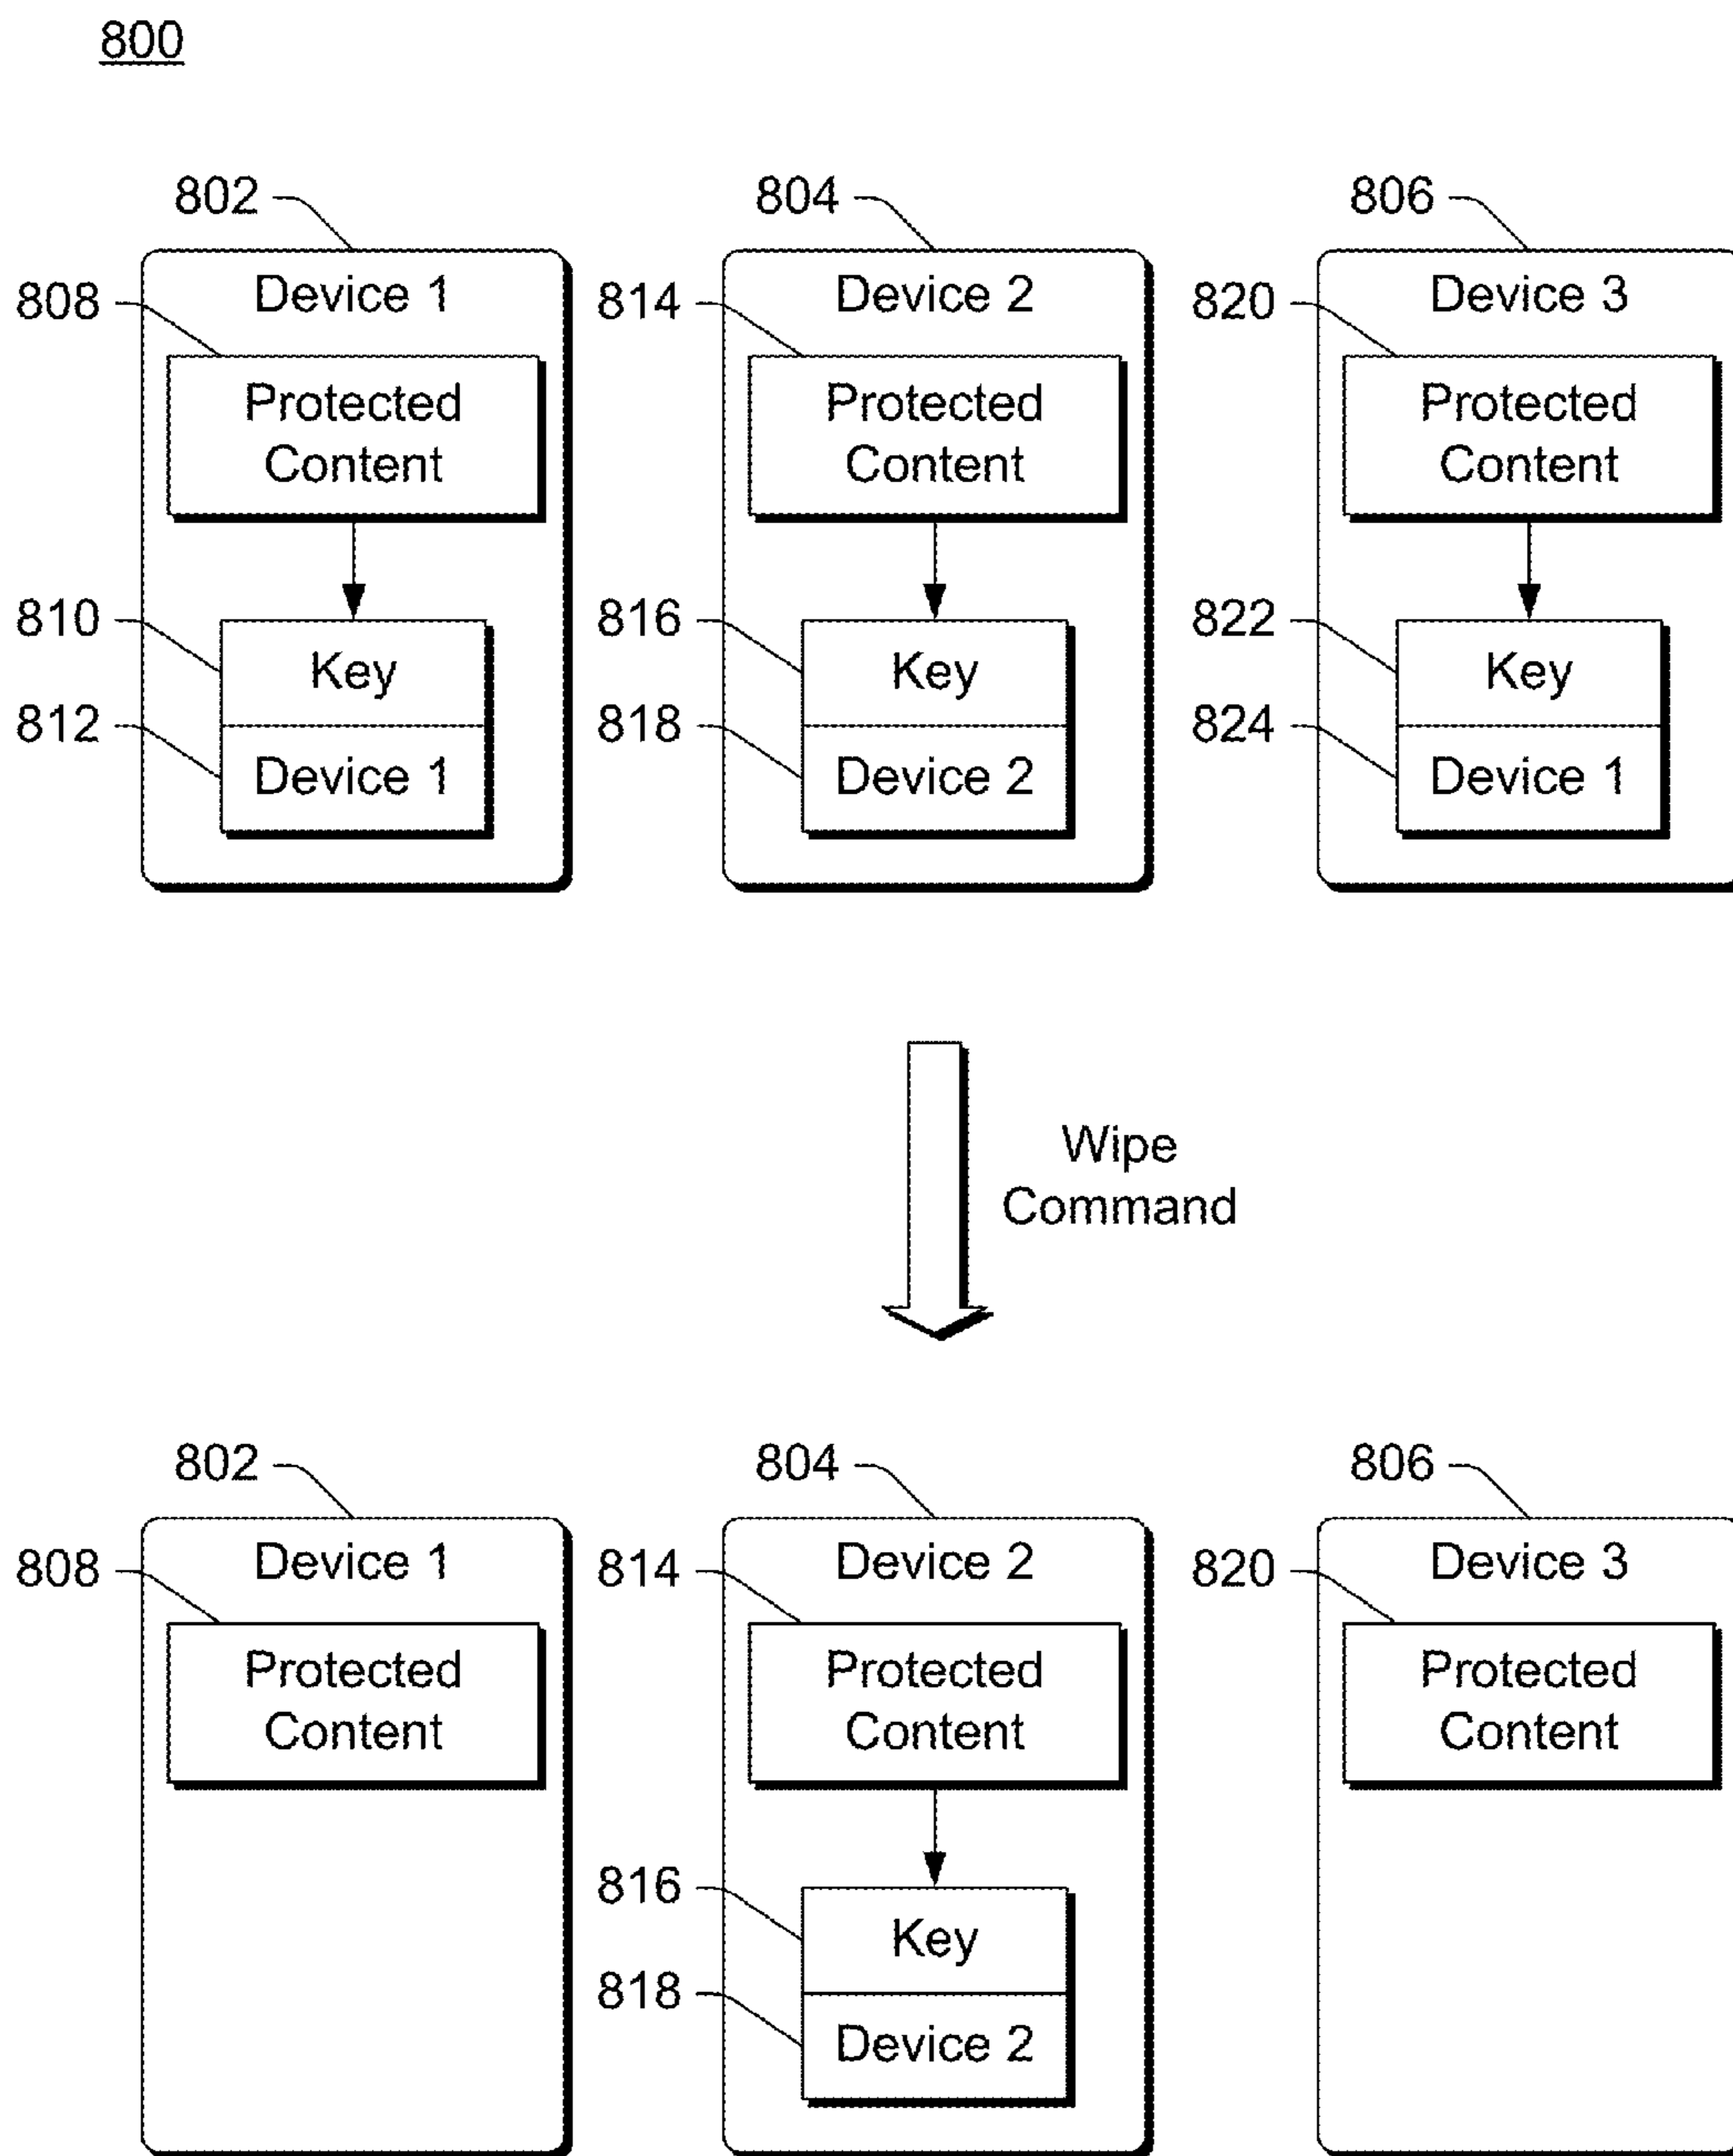 800
802
804
806
808
Device 1
814
Device 2
820
Device 3
Protected
Content
Protected
Content
Protected
Content
810
Key
816
Key
822
Key
812
Device 1
818
Device 2
824
Device 1
Wipe
Command
802
804
806
808
Device 1
814
Device 2
820
Device 3
Protected
Content
Protected
Content
Protected
Content
816
Key
818
Device 2